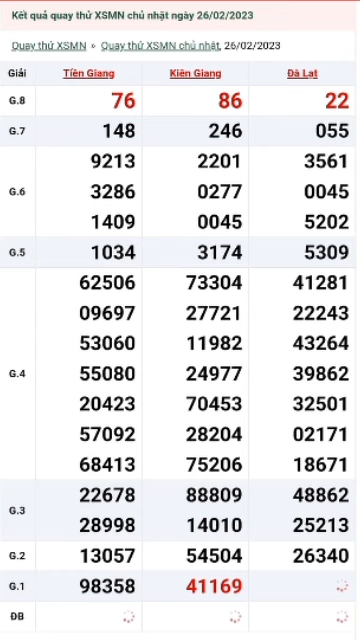 Kết quả quay thử XSMN chủ nhật ngày 26/02/2023
Quay thử XSMN » Quay thử XSMN chủ nhật, 26/02/2023
Giải Tiền Giang Kiên Giang Đà Lạt
G.8 76 86 22
G.7 148 246 055
9213 2201 3561
G.6 3286 0277 0045
1409 0045 5202
G.5 1034 3174 5309
62506 73304 41281
09697 27721 22243
53060 11982 43264
G.4 55080 24977 39862
20423 70453 32501
57092 28204 02171
68413 75206 18671
G.3 22678 88809 48862
28998 14010 25213
G.2 13057 54504 26340
G.1 98358 41169
ĐB